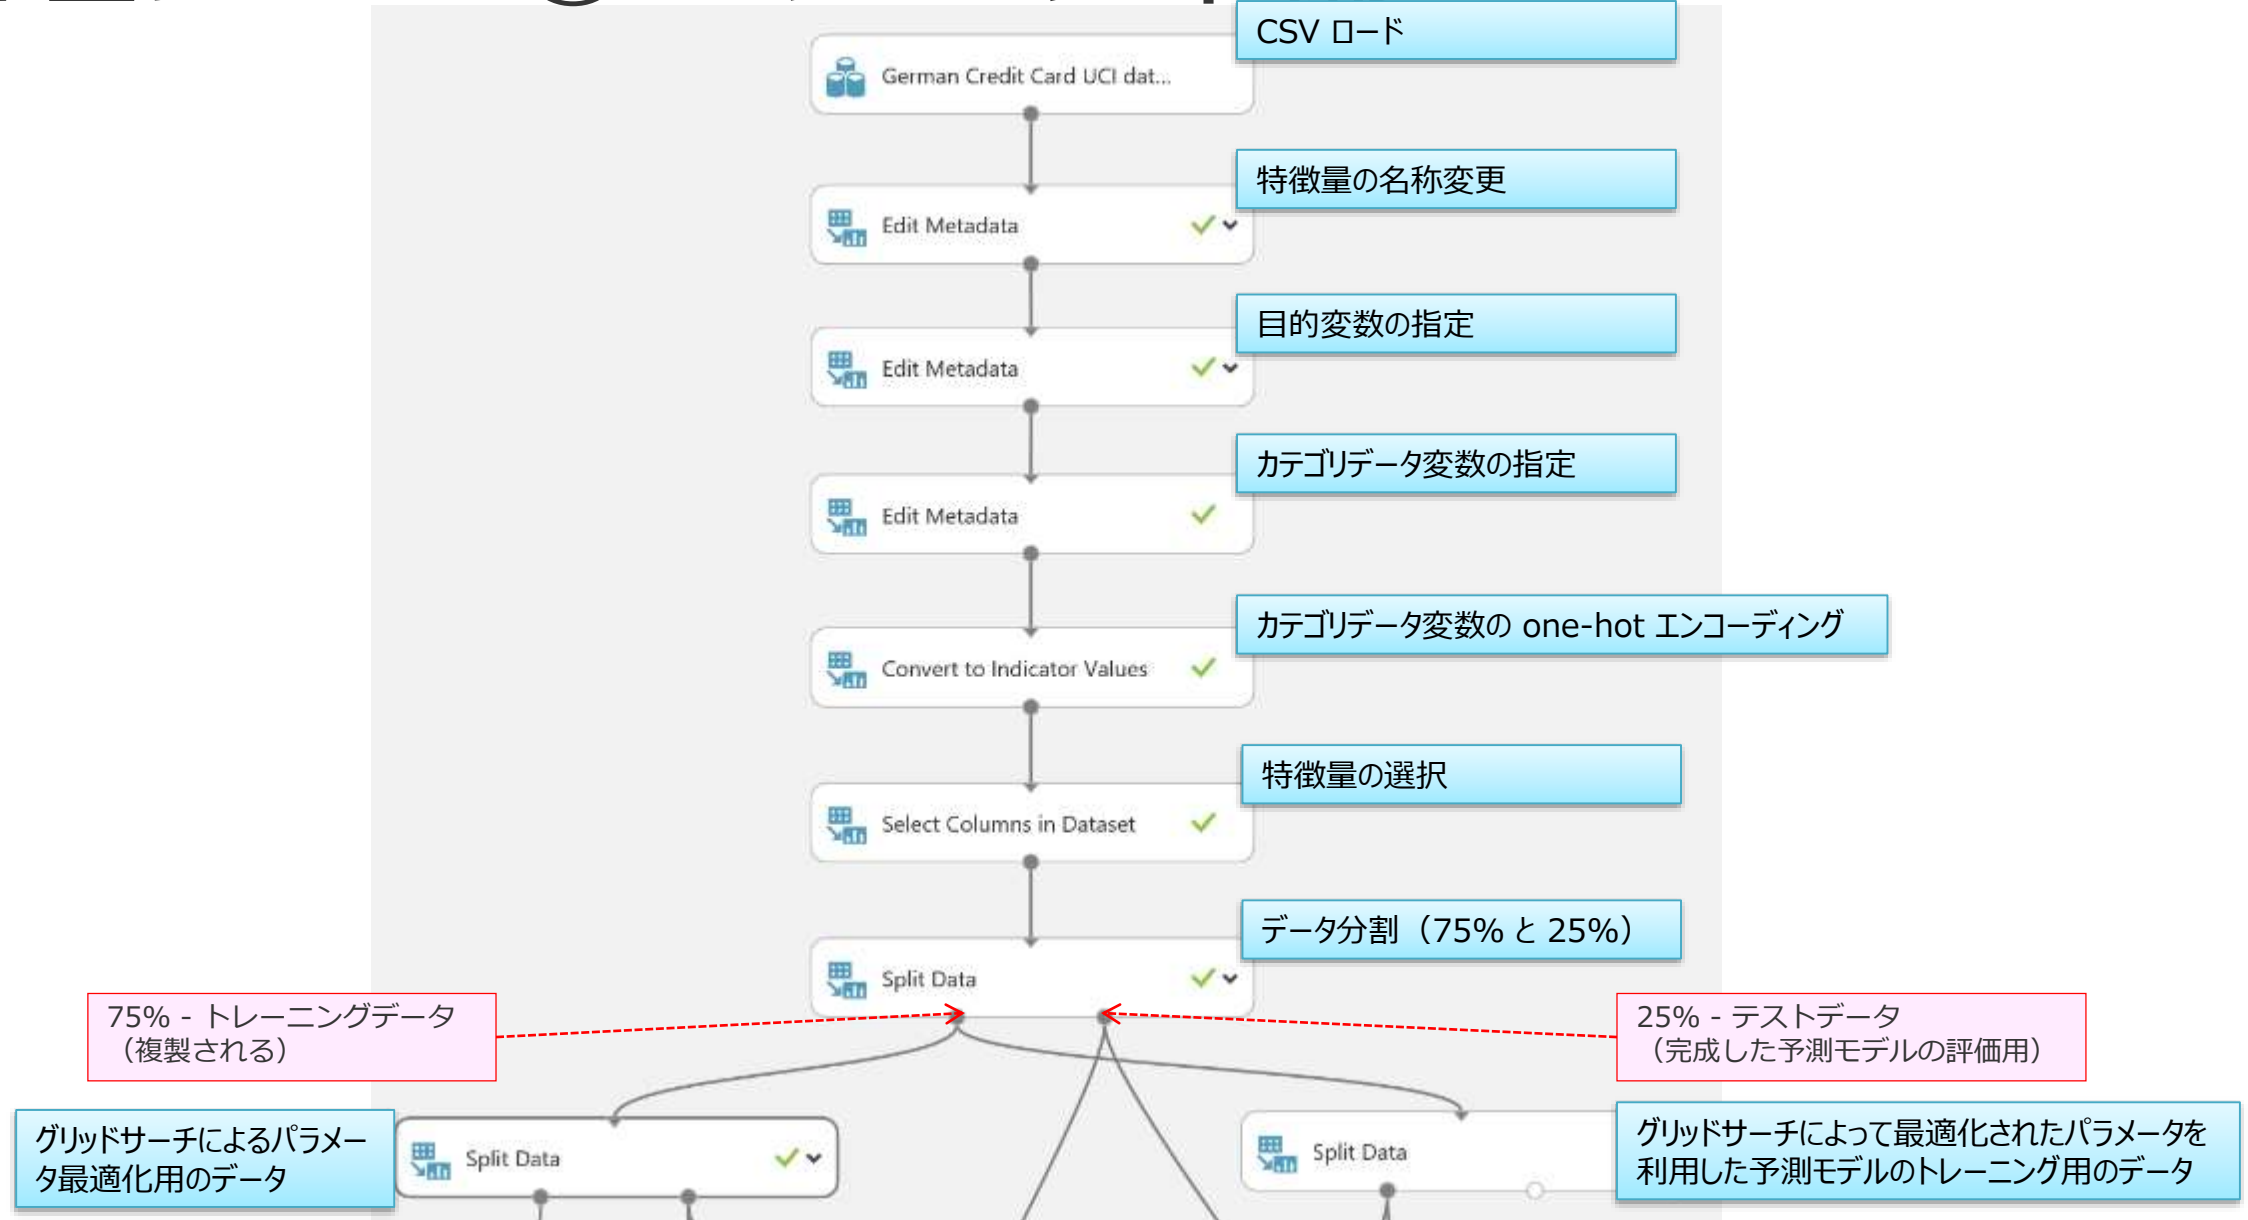 CSV ロード
German Credit Card UCI dat...
特徴量の名称変更
Edit Metadata
目的変数の指定
Edit Metadata
カテゴリデータ変数の指定
Edit Metadata
カテゴリデータ変数の one-hot エンコーディング
Convert to Indicator Values
特徴量の選択
Select Columns in Dataset
データ分割（75% と 25%）
Split Data
75% - トレーニングデータ
（複製される）
25% - テストデータ
（完成した予測モデルの評価用）
グリッドサーチによるパラメー
タ最適化用のデータ
Split Data
Split Data
グリッドサーチによって最適化されたパラメータを
利用した予測モデルのトレーニング用のデータ